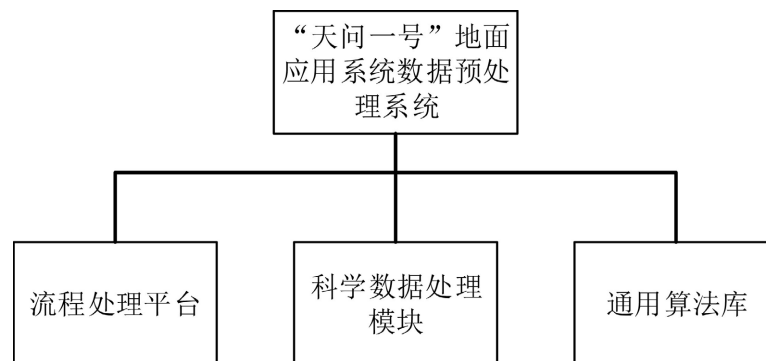 “天问一号”地面
应用系统数据预处
理系统
流程处理平台
科学数据处理
模块
通用算法库